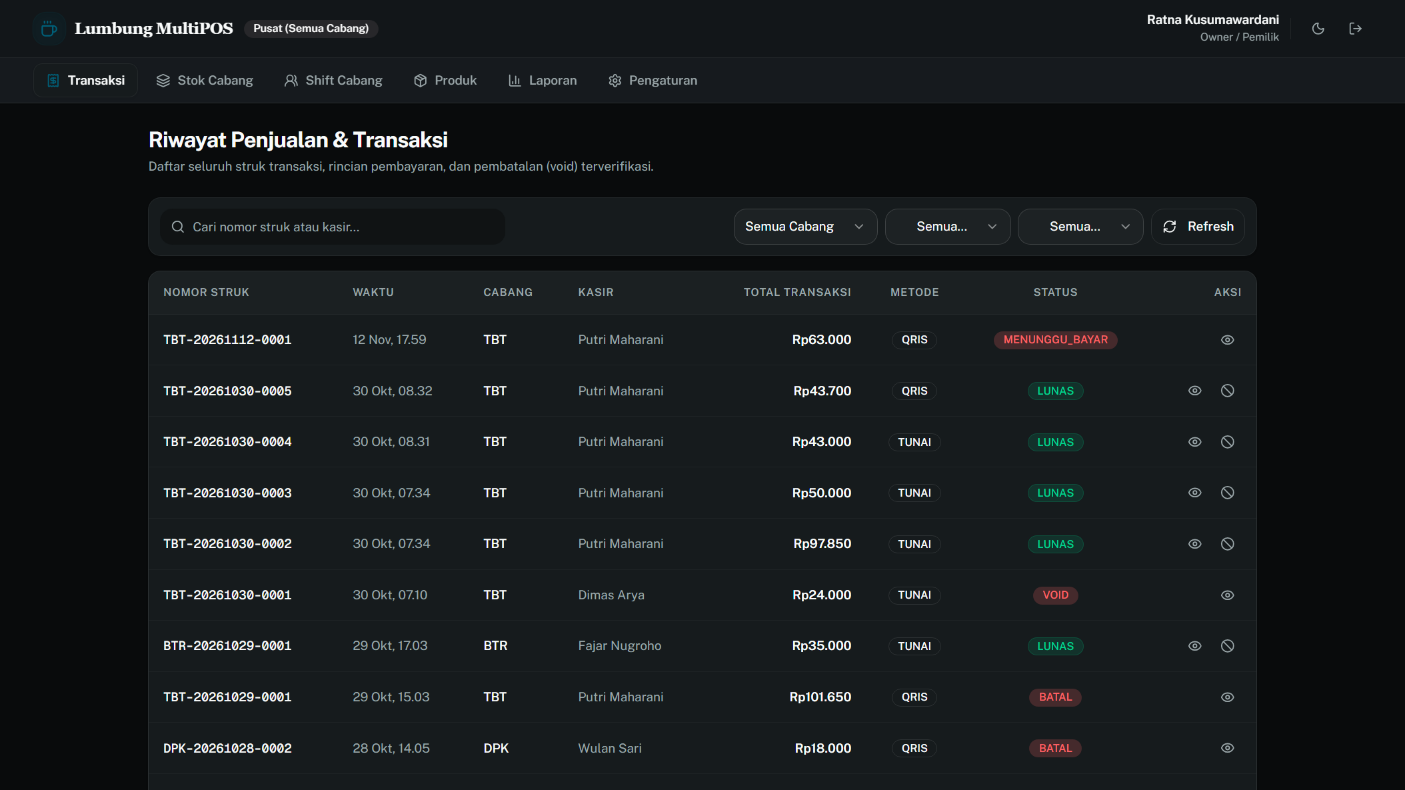 Lumbung MultiPOS
Pusat (Semua Cabang)
Ratna Kusumawardani
Owner / Pemilik
Transaksi
Stok Cabang
Shift Cabang
Produk
Laporan
Pengaturan
Riwayat Penjualan & Transaksi
Daftar seluruh struk transaksi, rincian pembayaran, dan pembatalan (void) terverifikasi.
Cari nomor struk atau kasir...
Semua Cabang
Semua...
Semua...
Refresh
NOMOR STRUK WAKTU CABANG KASIR TOTAL TRANSAKSI METODE STATUS AKSI
TBT-20261112-0001 12 Nov, 17.59 TBT Putri Maharani Rp63.000 QRIS MENUNGGU_BAYAR
TBT-20261030-0005 30 Okt, 08.32 TBT Putri Maharani Rp43.700 QRIS LUNAS
TBT-20261030-0004 30 Okt, 08.31 TBT Putri Maharani Rp43.000 TUNAI LUNAS
TBT-20261030-0003 30 Okt, 07.34 TBT Putri Maharani Rp50.000 TUNAI LUNAS
TBT-20261030-0002 30 Okt, 07.34 TBT Putri Maharani Rp97.850 TUNAI LUNAS
TBT-20261030-0001 30 Okt, 07.10 TBT Dimas Arya Rp24.000 TUNAI VOID
BTR-20261029-0001 29 Okt, 17.03 BTR Fajar Nugroho Rp35.000 TUNAI LUNAS
TBT-20261029-0001 29 Okt, 15.03 TBT Putri Maharani Rp101.650 QRIS BATAL
DPK-20261028-0002 28 Okt, 14.05 DPK Wulan Sari Rp18.000 QRIS BATAL